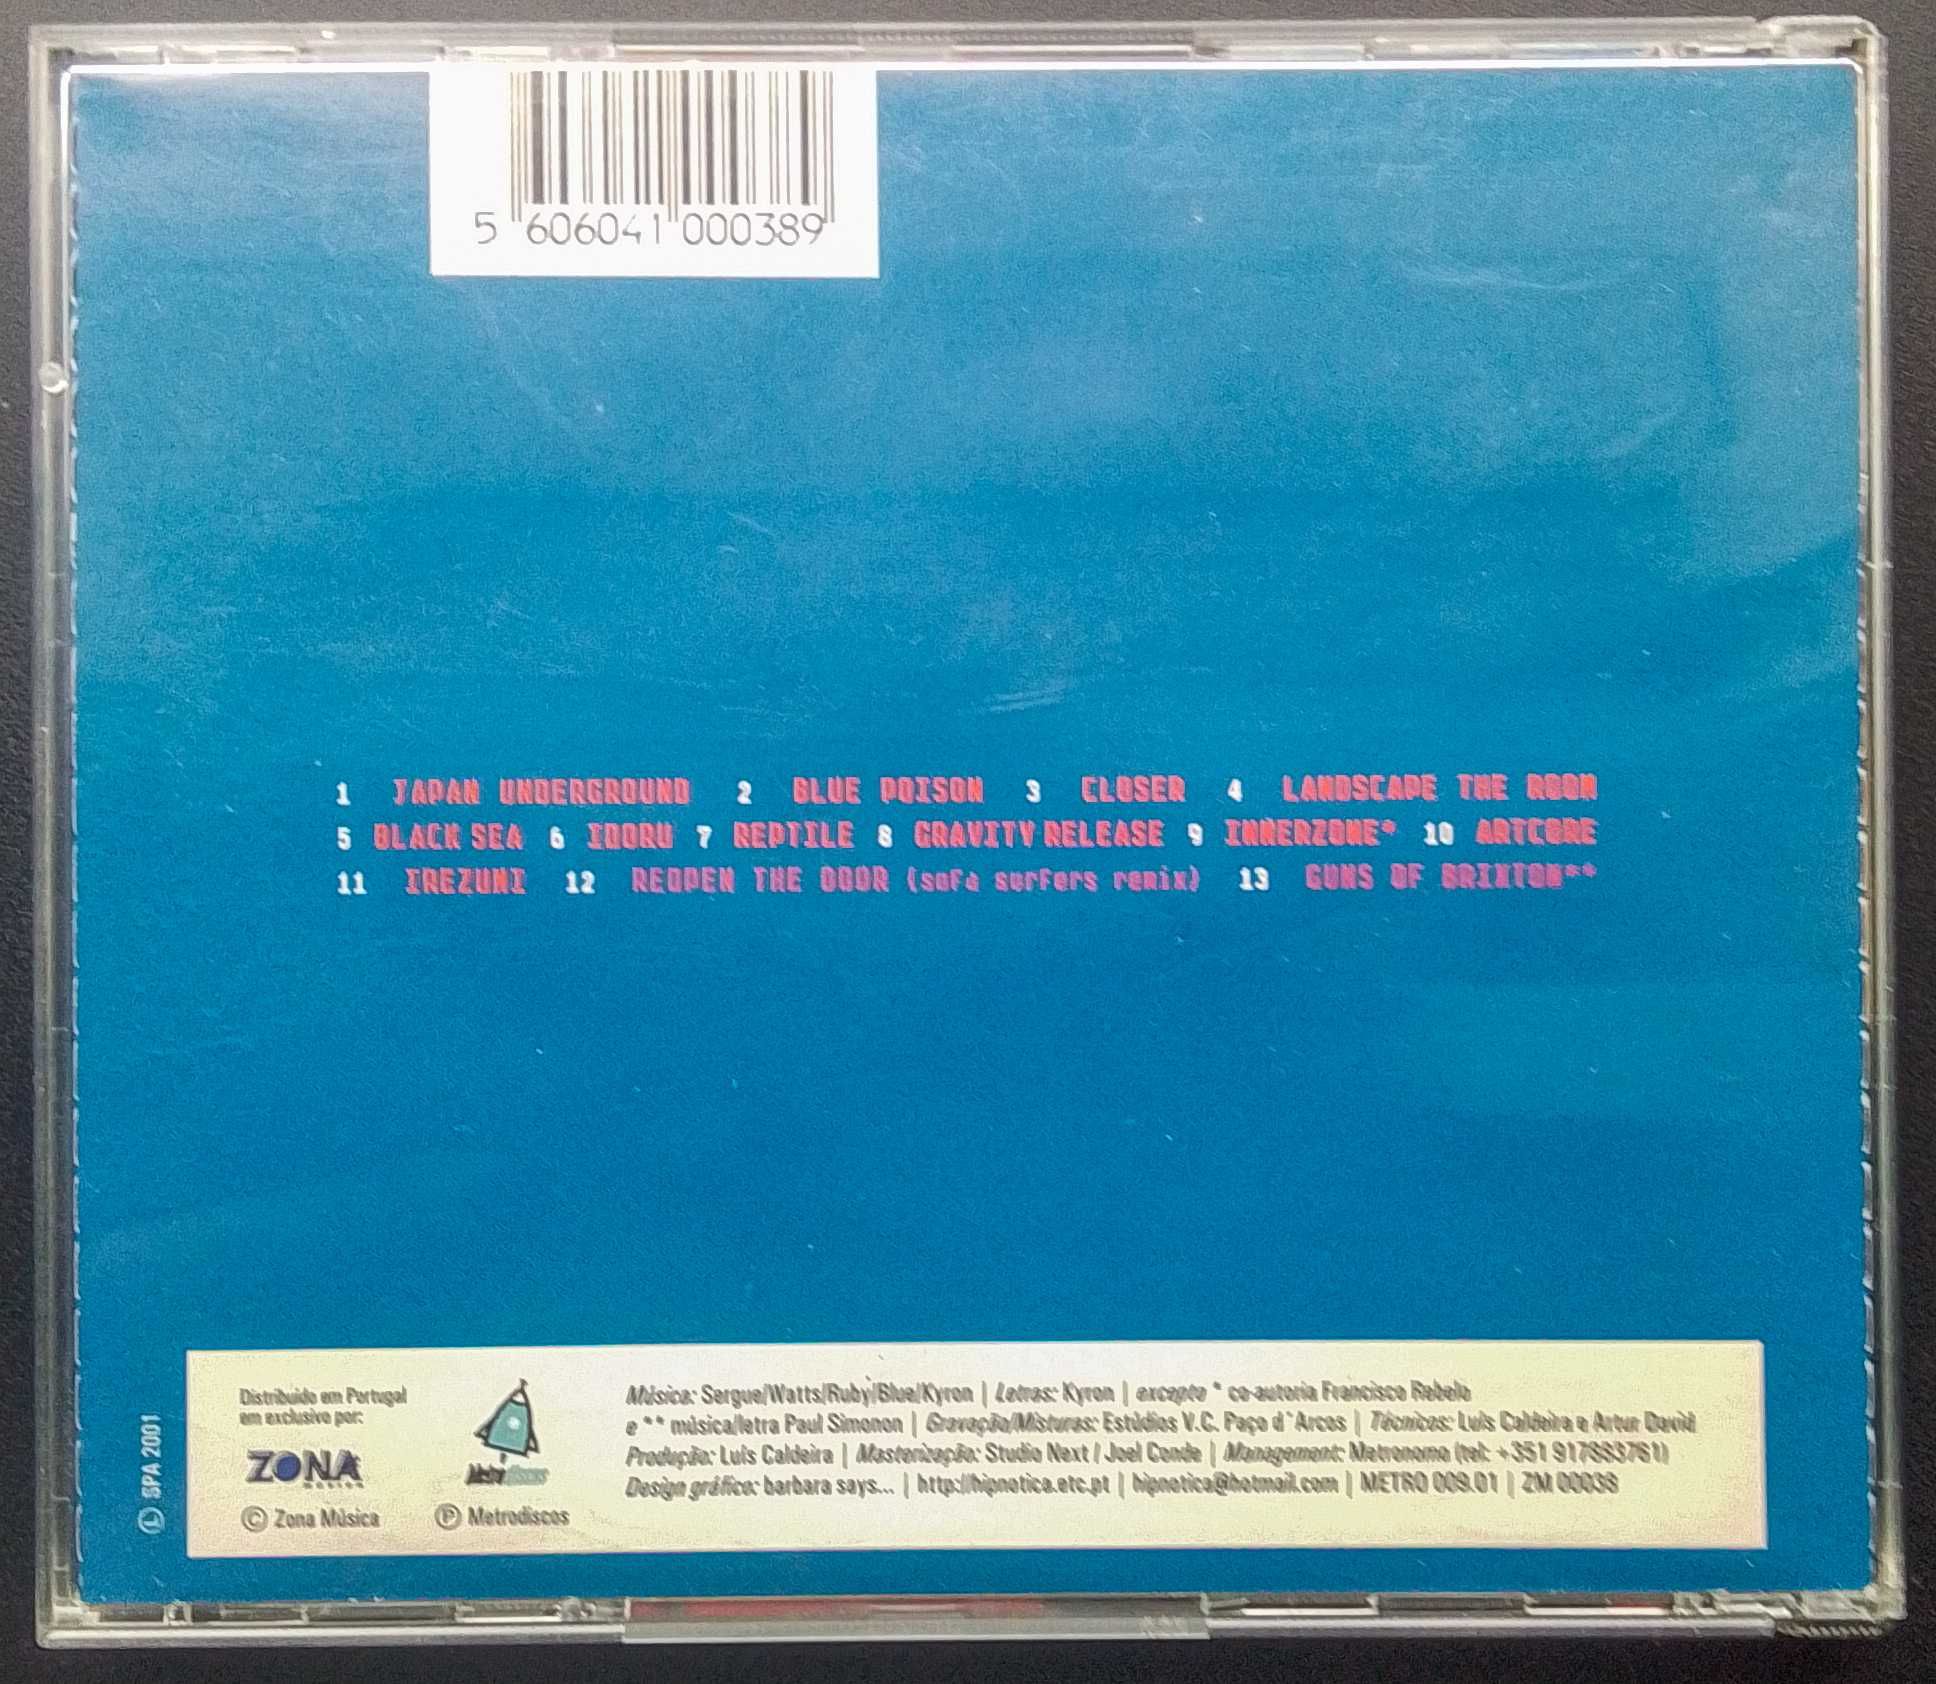 5 606041 000389
1 JAPAN UNDERGROUND 2 BLUE POISON 3 CLOSER 4 LANDSCAPE THE ROOM
5 BLACK SEA 6 IDORU 7 REPTILE 8 GRAVITY RELEASE 9 INNERZONE* 10 ARTCORE
11 IREZUMI 12 REOPEN THE DOOR (sofa surfers remix) 13 GUNS OF BRIXTON**
Ⓛ SPA 2001
Distribuido em Portugal
em exclusivo por:
ZONA
MÚSICA
© Zona Música
Metrodiscos
Ⓟ Metrodiscos
Música: Sergue/Watts/Ruby/Blue/Kyron | Letras: Kyron | excepto * co-autoria Francisco Rebelo
e ** música/letra Paul Simonon | Gravação/Misturas: Estúdios V.C. Paço d´Arcos | Técnicos: Luís Caldeira e Artur David
Produção: Luís Caldeira | Masterização: Studio Next / Joel Conde | Management: Metronomo (tel: +351 917883761)
Design gráfico: barbara says... | http://hipnotica.etc.pt | hipnotica@hotmail.com | METRO 009.01 | ZM 00038